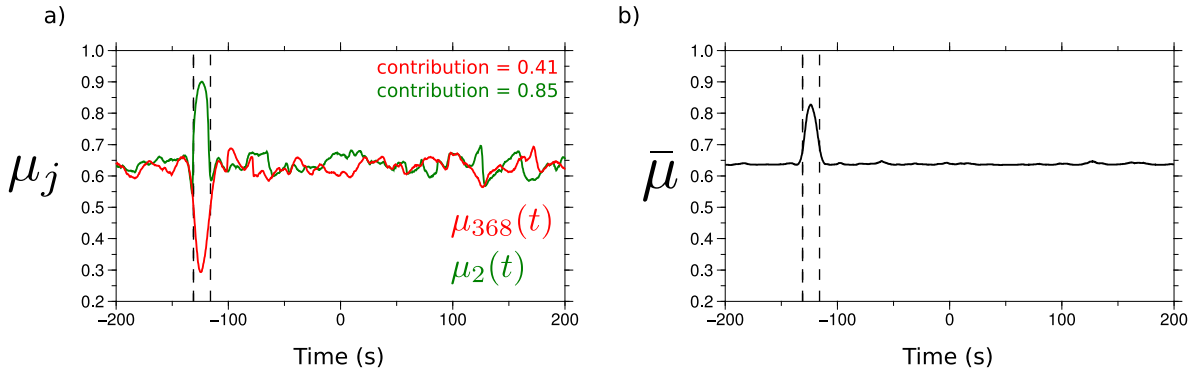 a)
1.0
0.9
0.8
0.7
0.6
0.5
0.4
0.3
0.2
μj
contribution = 0.41
contribution = 0.85
μ368(t)
μ2(t)
−200 −100 0 100 200
Time (s)
b)
1.0
0.9
0.8
0.7
0.6
0.5
0.4
0.3
0.2
μ̄
−200 −100 0 100 200
Time (s)